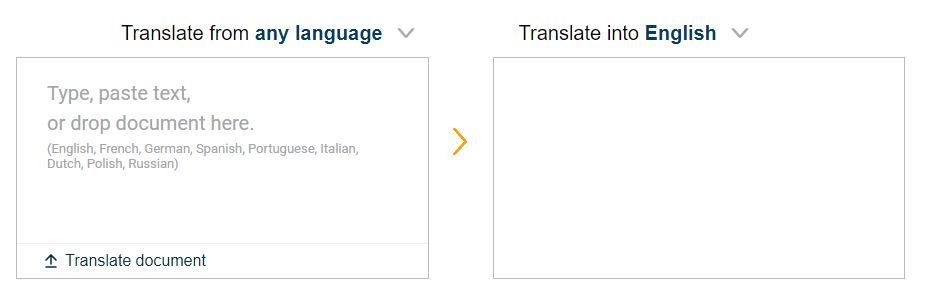 Translate from any language
Translate into English
Type, paste text,
or drop document here.
(English, French, German, Spanish, Portuguese, Italian,
Dutch, Polish, Russian)
Translate document